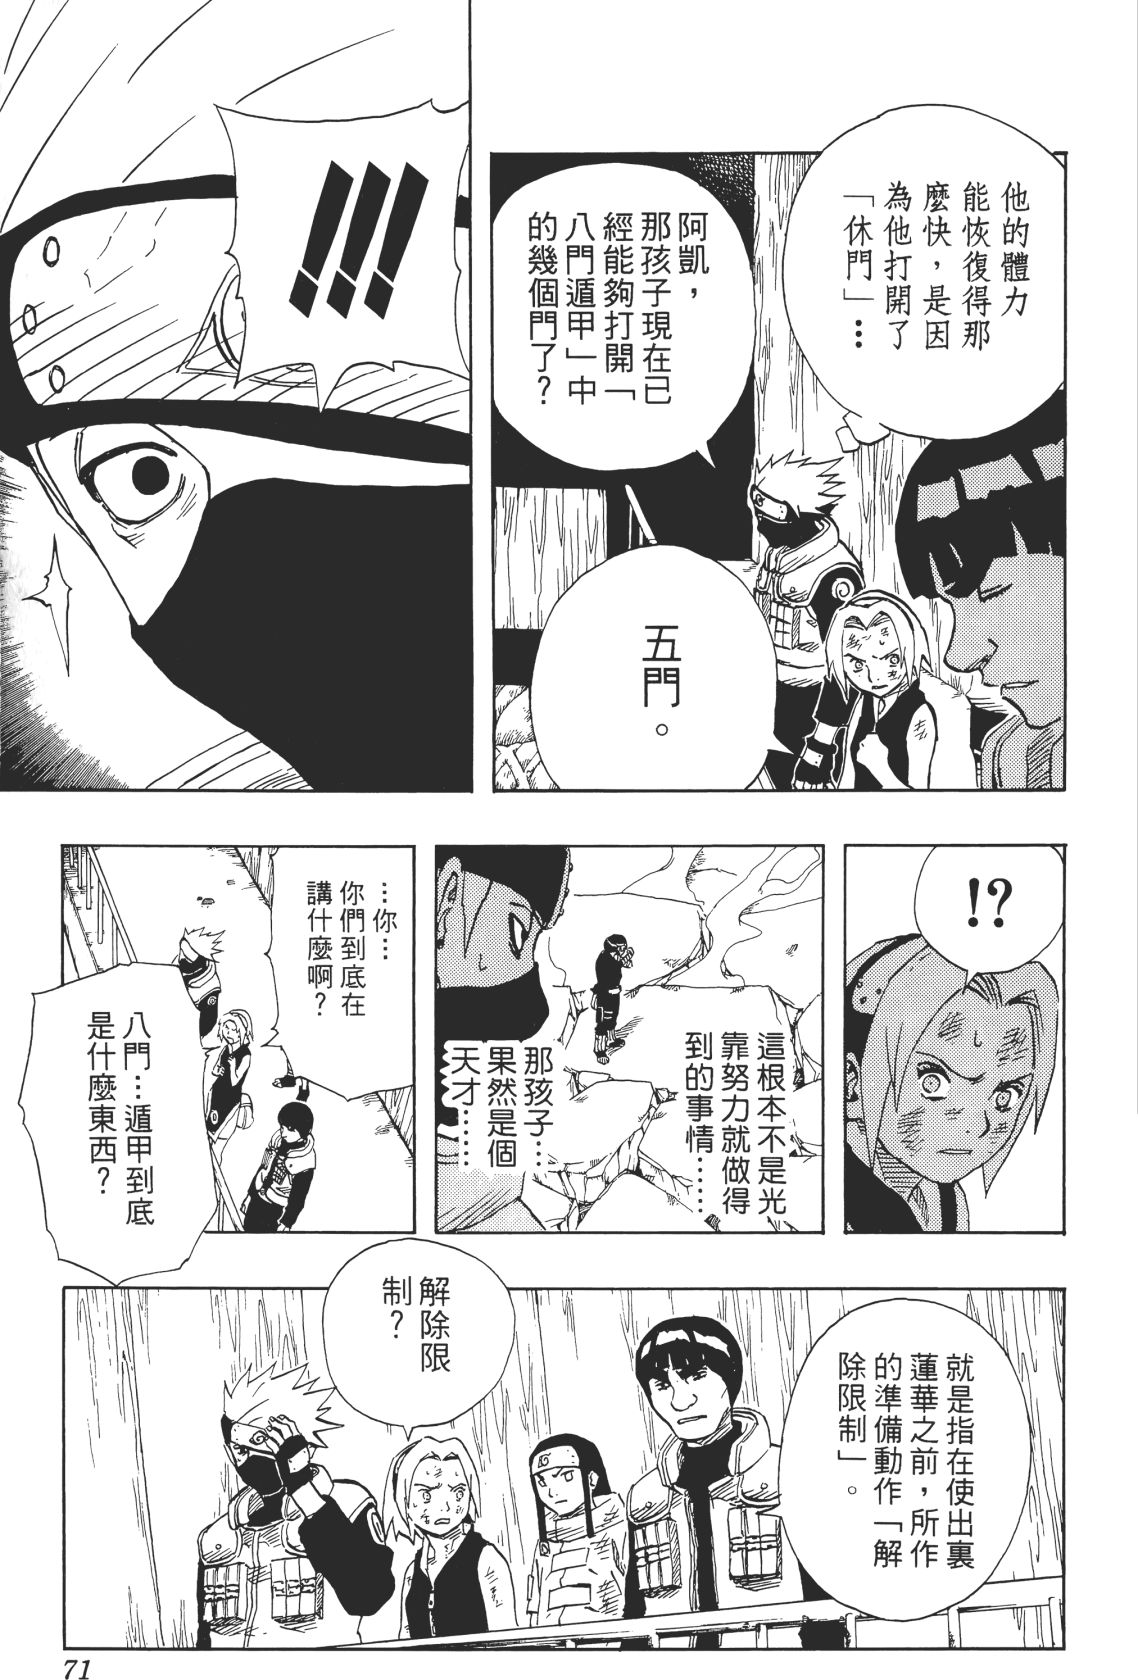 他的體力
能恢復得那
麼快，是因
為他打開了
「休門」…
阿凱，
那孩子現在已
經能夠打開「
八門遁甲」中
的幾個門了？
五門。
!!!
!?
這根本不是光
靠努力就做得
到的事情……
那孩子…
果然是個
天才……
…你…
你們到底在
講什麼啊？
八門…遁甲到底
是什麼東西？
就是指在使出裏
蓮華之前，所作
的準備動作「解
除限制」。
解除限
制？
71